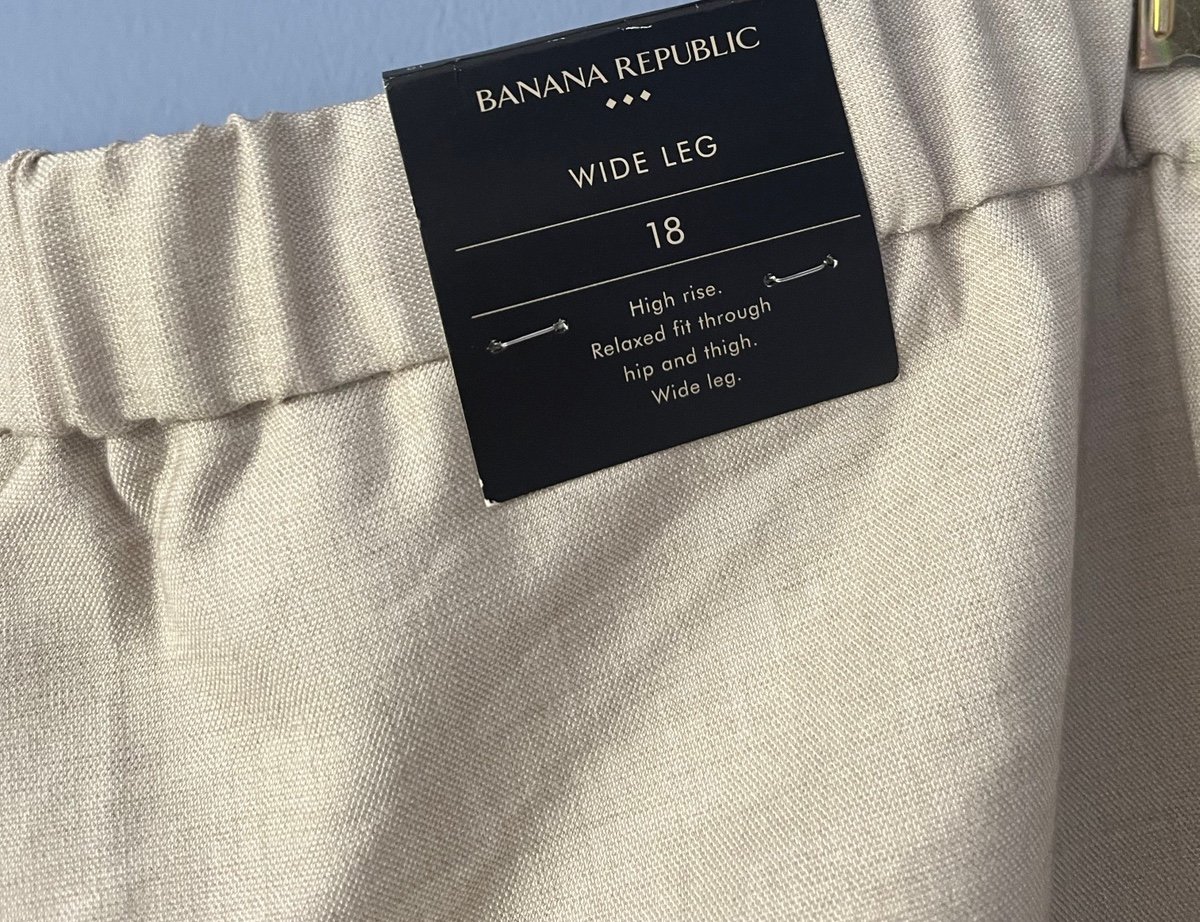 BANANA REPUBLIC
WIDE LEG
18
High rise.
Relaxed fit through
hip and thigh.
Wide leg.